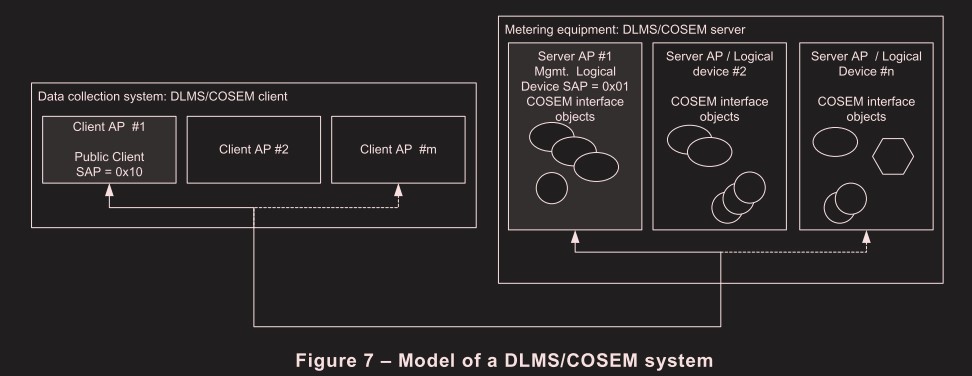 Metering equipment: DLMS/COSEM server
Server AP #1
Mgmt. Logical
Device SAP = 0x01
COSEM interface
objects
Server AP / Logical
device #2
COSEM interface
objects
Server AP / Logical
Device #n
COSEM interface
objects
Data collection system: DLMS/COSEM client
Client AP #1
Public Client
SAP = 0x10
Client AP #2
Client AP #m
Figure 7 – Model of a DLMS/COSEM system